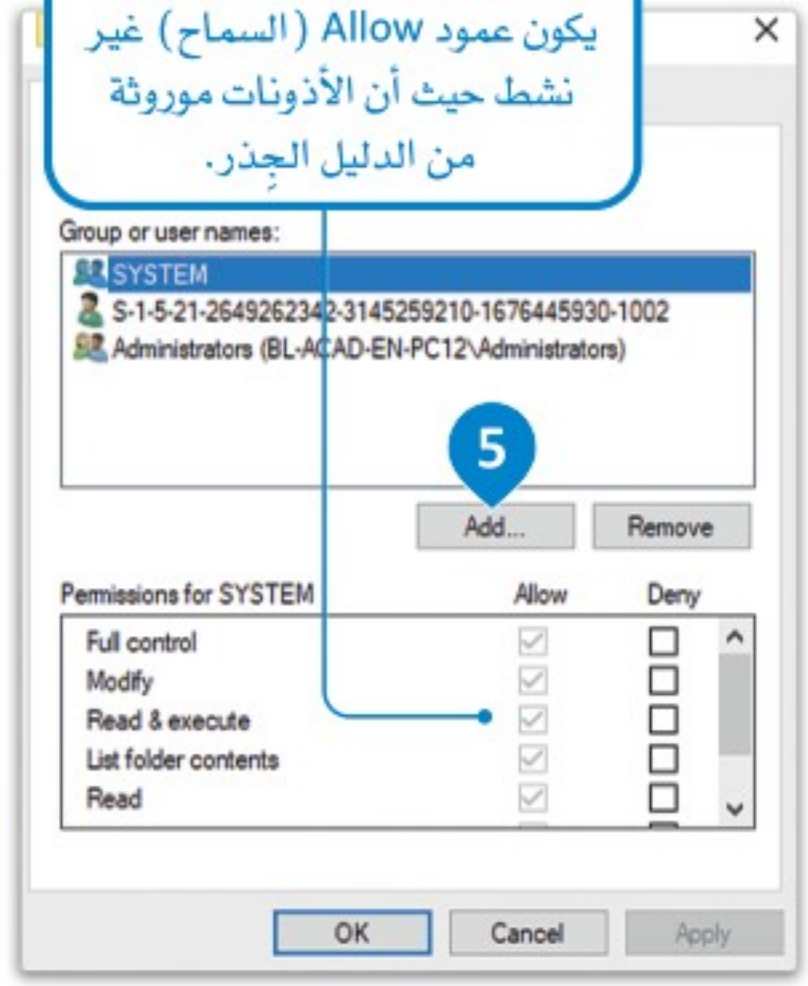 يكون عمود Allow (السماح) غير
نشط حيث أن الأذونات موروثة
من الدليل الجِذر.
Group or user names:
SYSTEM
S-1-5-21-2649262342-3145259210-1676445930-1002
Administrators (BL-ACAD-EN-PC12\Administrators)
5
Add... Remove
Permissions for SYSTEM Allow Deny
Full control
Modify
Read & execute
List folder contents
Read
OK Cancel Apply